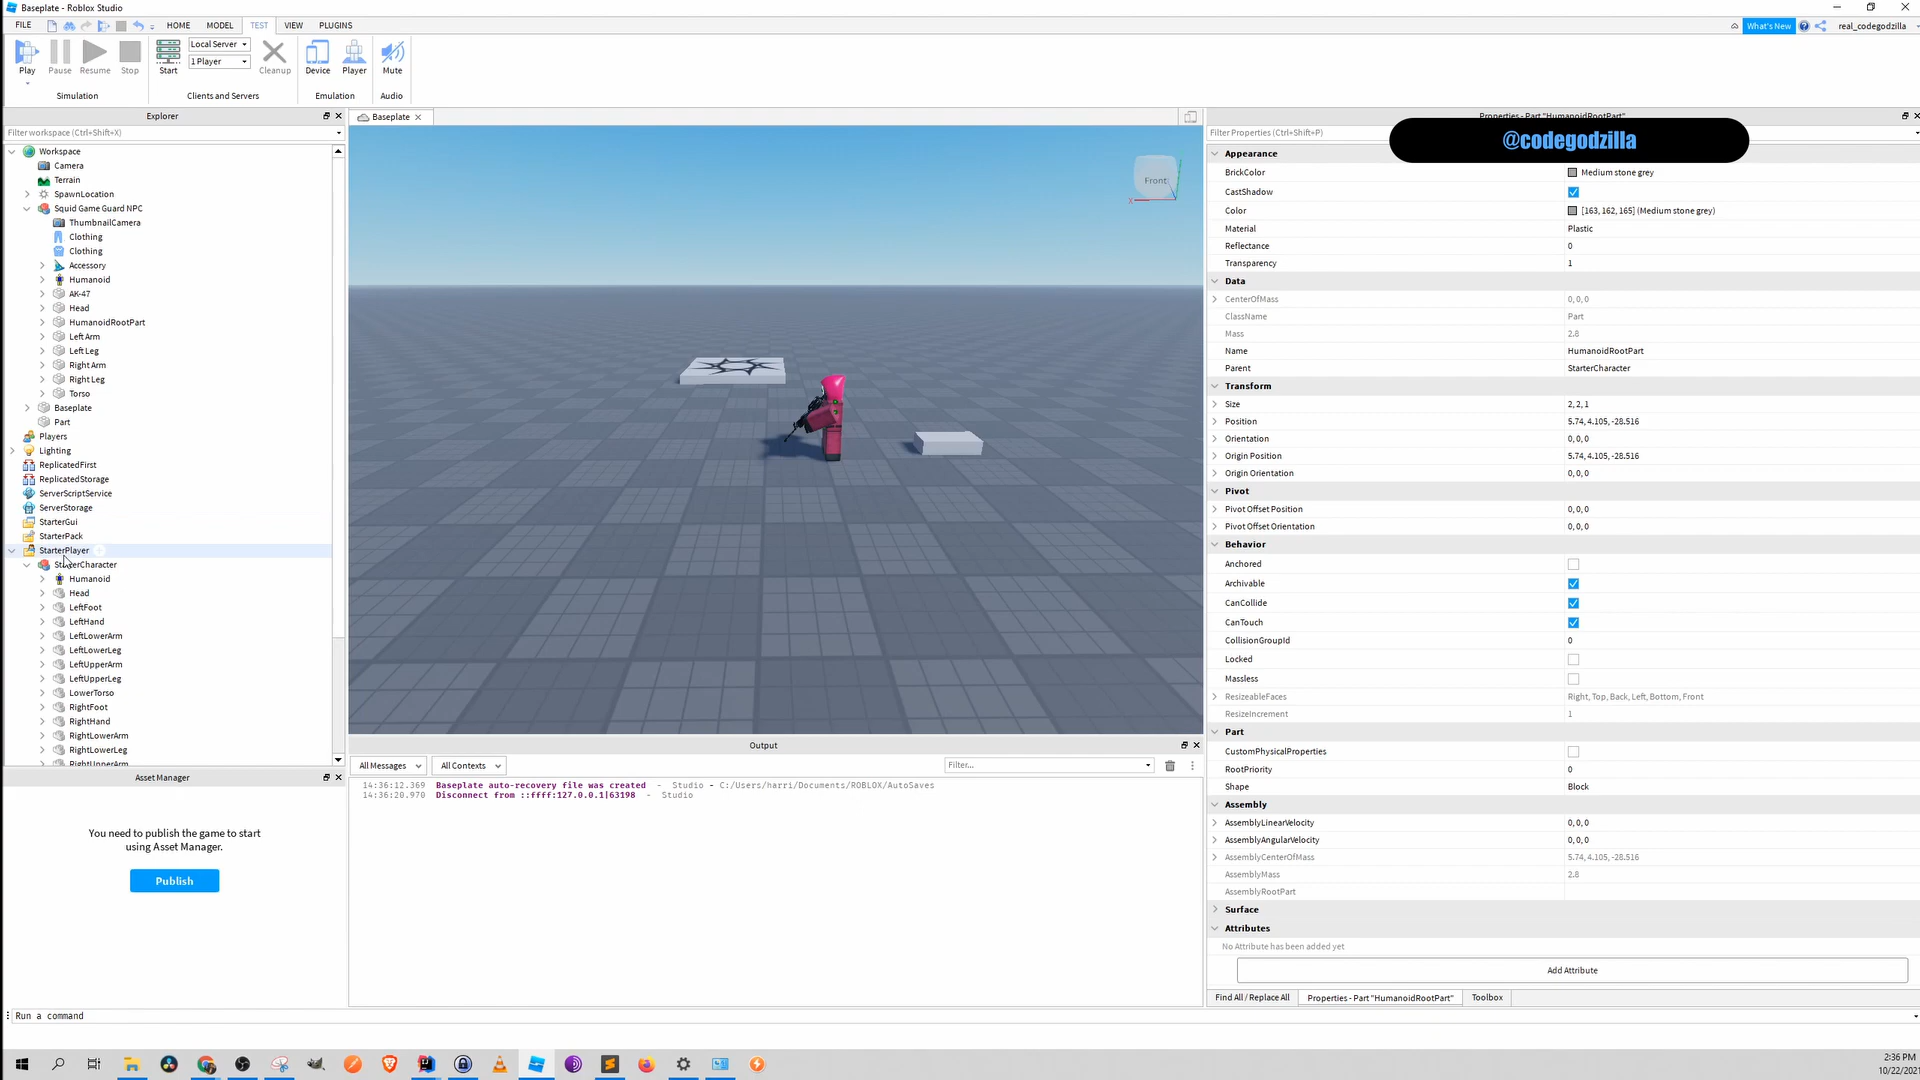 Baseplate - Roblox Studio
FILE
HOME
MODEL
TEST
VIEW
PLUGINS
What's New
real_codegodzilla
Play
Pause
Resume
Stop
Start
Local Server
1 Player
Cleanup
Device
Player
Mute
Simulation
Clients and Servers
Emulation
Audio
Explorer
Filter workspace (Ctrl+Shift+X)
Workspace
Camera
Terrain
SpawnLocation
Squid Game Guard NPC
ThumbnailCamera
Clothing
Clothing
Accessory
Humanoid
AK-47
Head
HumanoidRootPart
Left Arm
Left Leg
Right Arm
Right Leg
Torso
Baseplate
Part
Players
Lighting
ReplicatedFirst
ReplicatedStorage
ServerScriptService
ServerStorage
StarterGui
StarterPack
StarterPlayer
StarterCharacter
Humanoid
Head
LeftFoot
LeftHand
LeftLowerArm
LeftLowerLeg
LeftUpperArm
LeftUpperLeg
LowerTorso
RightFoot
RightHand
RightLowerArm
RightLowerLeg
RightUpperArm
Asset Manager
You need to publish the game to start
using Asset Manager.
Publish
Baseplate
Front
X
Output
All Messages
All Contexts
Filter...
14:36:12.369 Baseplate auto-recovery file was created - Studio - C:/Users/harri/Documents/ROBLOX/AutoSaves
14:36:20.970 Disconnect from ::ffff:127.0.0.1|63198 - Studio
Properties - Part "HumanoidRootPart"
Filter Properties (Ctrl+Shift+P)
@codegodzilla
Appearance
BrickColor Medium stone grey
CastShadow
Color [163, 162, 165] (Medium stone grey)
Material Plastic
Reflectance 0
Transparency 1
Data
CenterOfMass 0, 0, 0
ClassName Part
Mass 2.8
Name HumanoidRootPart
Parent StarterCharacter
Transform
Size 2, 2, 1
Position 5.74, 4.105, -28.516
Orientation 0, 0, 0
Origin Position 5.74, 4.105, -28.516
Origin Orientation 0, 0, 0
Pivot
Pivot Offset Position 0, 0, 0
Pivot Offset Orientation 0, 0, 0
Behavior
Anchored
Archivable
CanCollide
CanTouch
CollisionGroupId 0
Locked
Massless
ResizeableFaces Right, Top, Back, Left, Bottom, Front
ResizeIncrement 1
Part
CustomPhysicalProperties
RootPriority 0
Shape Block
Assembly
AssemblyLinearVelocity 0, 0, 0
AssemblyAngularVelocity 0, 0, 0
AssemblyCenterOfMass 5.74, 4.105, -28.516
AssemblyMass 2.8
AssemblyRootPart
Surface
Attributes
No Attribute has been added yet
Add Attribute
Find All / Replace All
Properties - Part "HumanoidRootPart"
Toolbox
Run a command
2:36 PM
10/22/2021